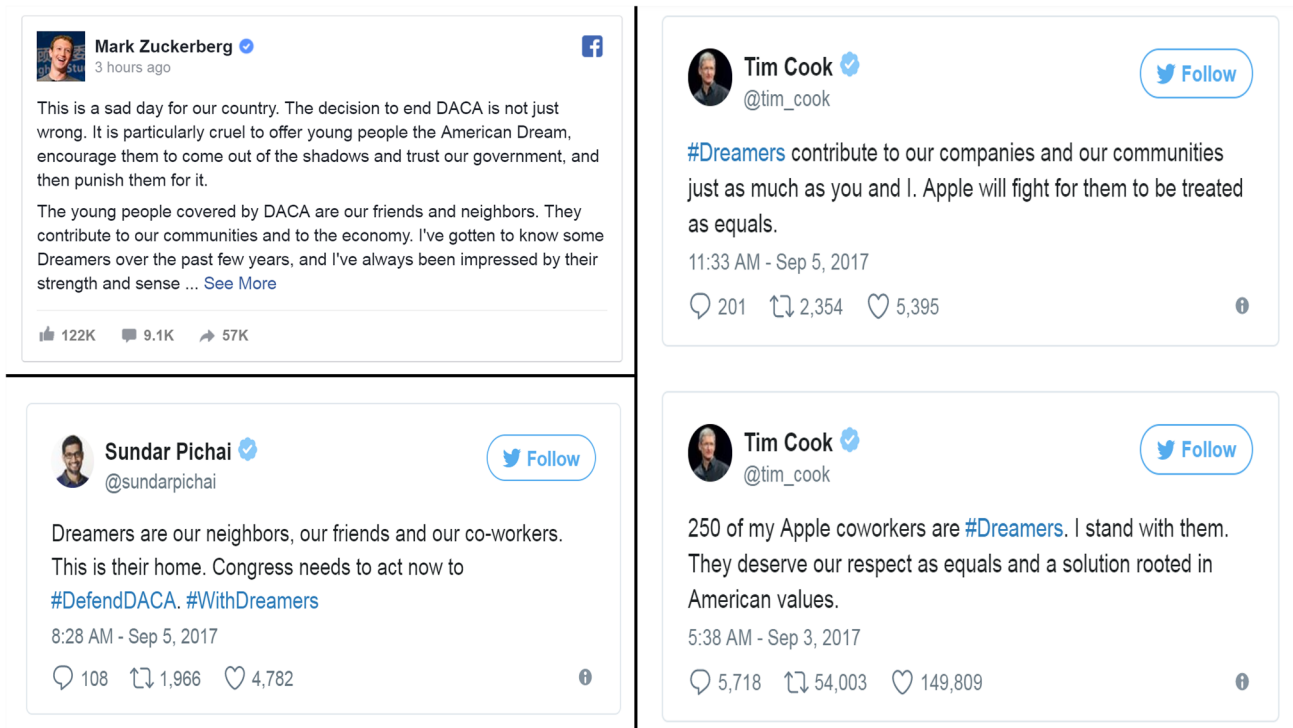 Mark Zuckerberg
3 hours ago
This is a sad day for our country. The decision to end DACA is not just
wrong. It is particularly cruel to offer young people the American Dream,
encourage them to come out of the shadows and trust our government, and
then punish them for it.
The young people covered by DACA are our friends and neighbors. They
contribute to our communities and to the economy. I've gotten to know some
Dreamers over the past few years, and I've always been impressed by their
strength and sense ... See More
122K 9.1K 57K
Sundar Pichai
Follow
@sundarpichai
Dreamers are our neighbors, our friends and our co-workers.
This is their home. Congress needs to act now to
#DefendDACA. #WithDreamers
8:28 AM - Sep 5, 2017
108 1,966 4,782
Tim Cook
Follow
@tim_cook
#Dreamers contribute to our companies and our communities
just as much as you and I. Apple will fight for them to be treated
as equals.
11:33 AM - Sep 5, 2017
201 2,354 5,395
Tim Cook
Follow
@tim_cook
250 of my Apple coworkers are #Dreamers. I stand with them.
They deserve our respect as equals and a solution rooted in
American values.
5:38 AM - Sep 3, 2017
5,718 54,003 149,809